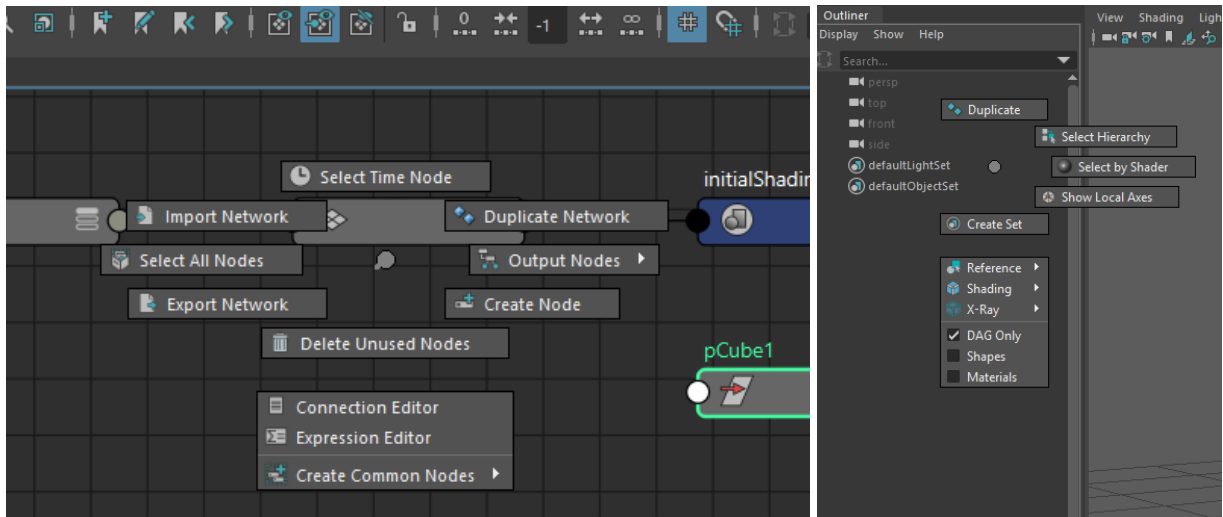 0
-1
Select Time Node
initialShadin
Import Network
Duplicate Network
Select All Nodes
Output Nodes
Export Network
Create Node
Delete Unused Nodes
pCube1
Connection Editor
Expression Editor
Create Common Nodes
Outliner
Display Show Help
Search...
persp
top
front
side
defaultLightSet
defaultObjectSet
Duplicate
Select Hierarchy
Select by Shader
Show Local Axes
Create Set
Reference
Shading
X-Ray
DAG Only
Shapes
Materials
View Shading Ligh